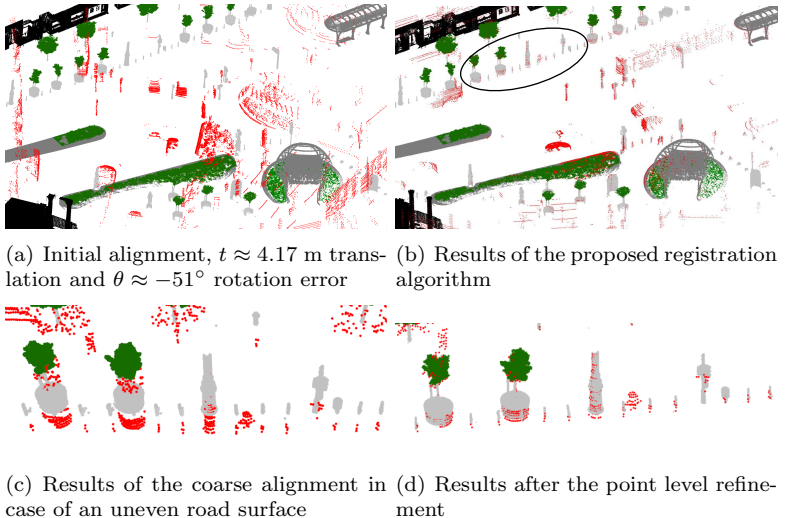 (a) Initial alignment, t ≈ 4.17 m trans-
lation and θ ≈ −51° rotation error
(b) Results of the proposed registration
algorithm
(c) Results of the coarse alignment in
case of an uneven road surface
(d) Results after the point level refine-
ment